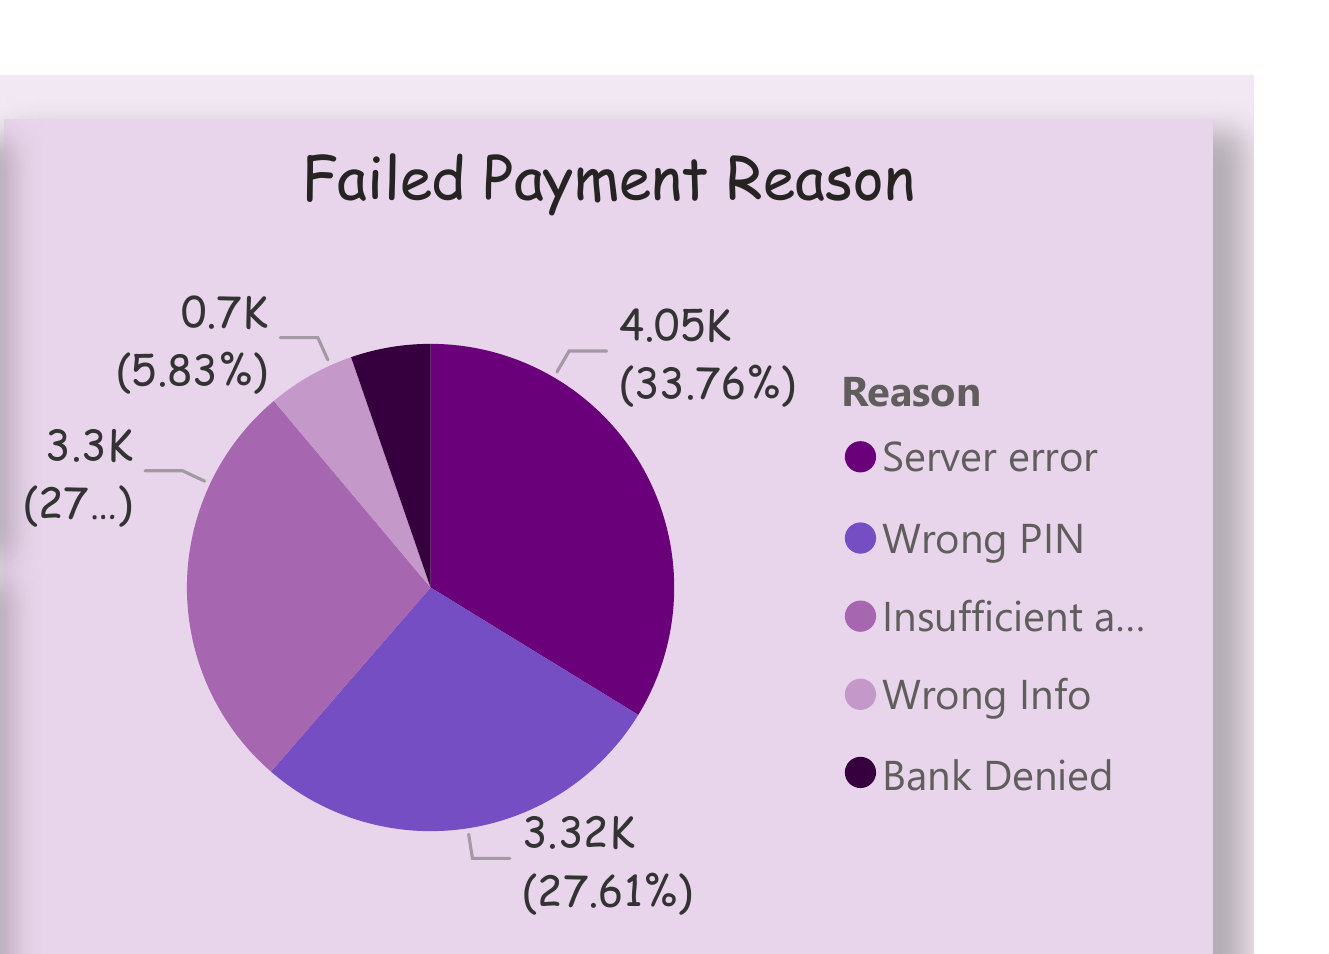 Failed Payment Reason
0.7K
(5.83%)
4.05K
(33.76%)
3.3K
(27...)
3.32K
(27.61%)
Reason
Server error
Wrong PIN
Insufficient a...
Wrong Info
Bank Denied